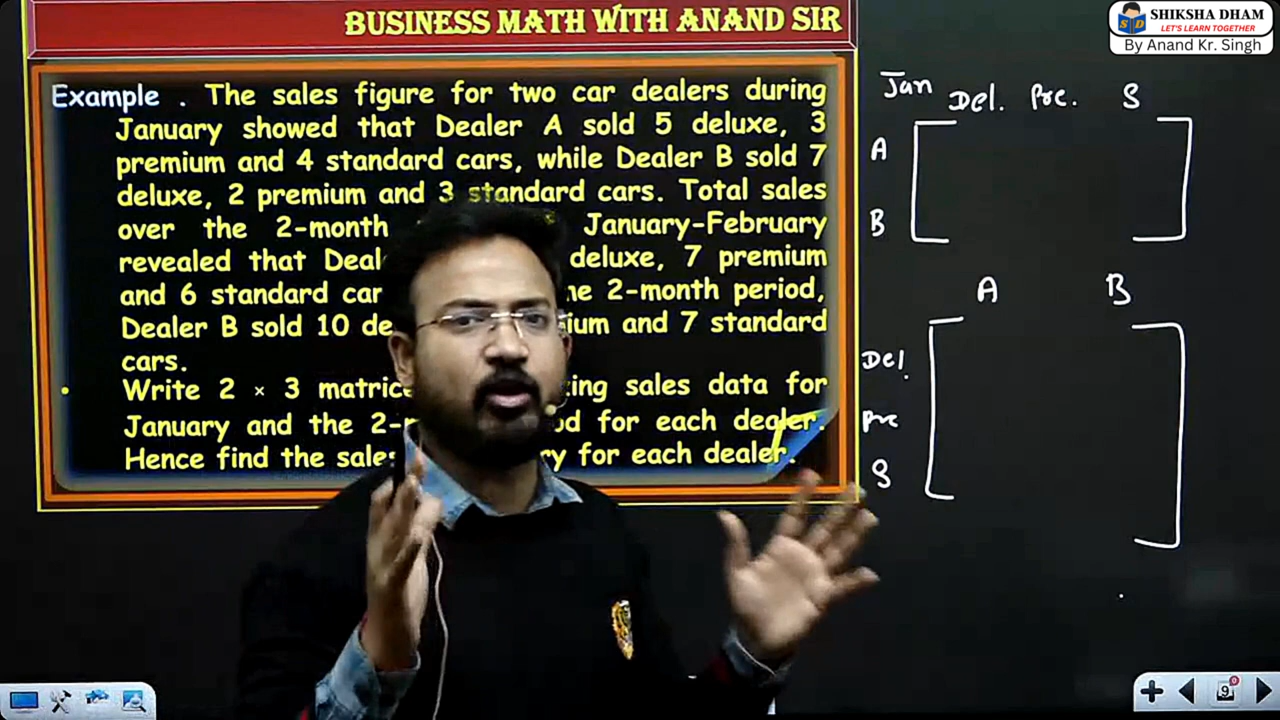 BUSINESS MATH WITH ANAND SIR
SHIKSHA DHAM
LET'S LEARN TOGETHER
By Anand Kr. Singh
Example . The sales figure for two car dealers during
January showed that Dealer A sold 5 deluxe, 3
premium and 4 standard cars, while Dealer B sold 7
deluxe, 2 premium and 3 standard cars. Total sales
over the 2-month January-February
revealed that deluxe, 7 premium
and 6 standard 2-month period,
Dealer B sold 10 and 7 standard
cars.
• Write 2 × 3 sales data for
January and the for each dealer.
Hence find the for each dealer.
Jan Del. Pre. S
A
B
A B
Del.
Pre
S
9
0